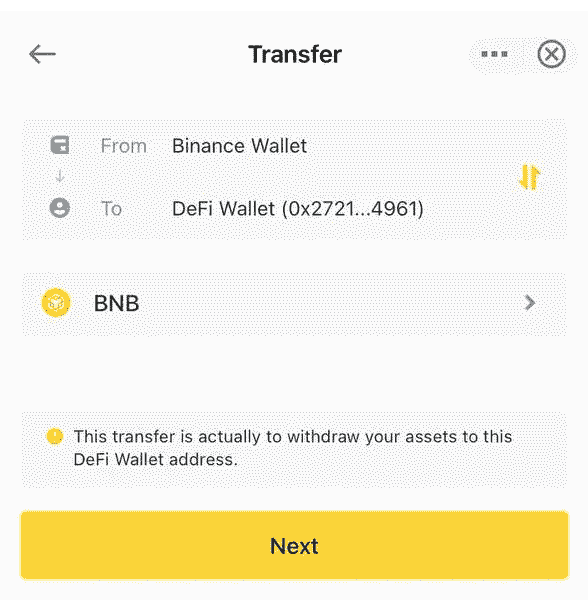 Transfer
From Binance Wallet
To DeFi Wallet (0x2721...4961)
BNB
This transfer is actually to withdraw your assets to this
DeFi Wallet address.
Next